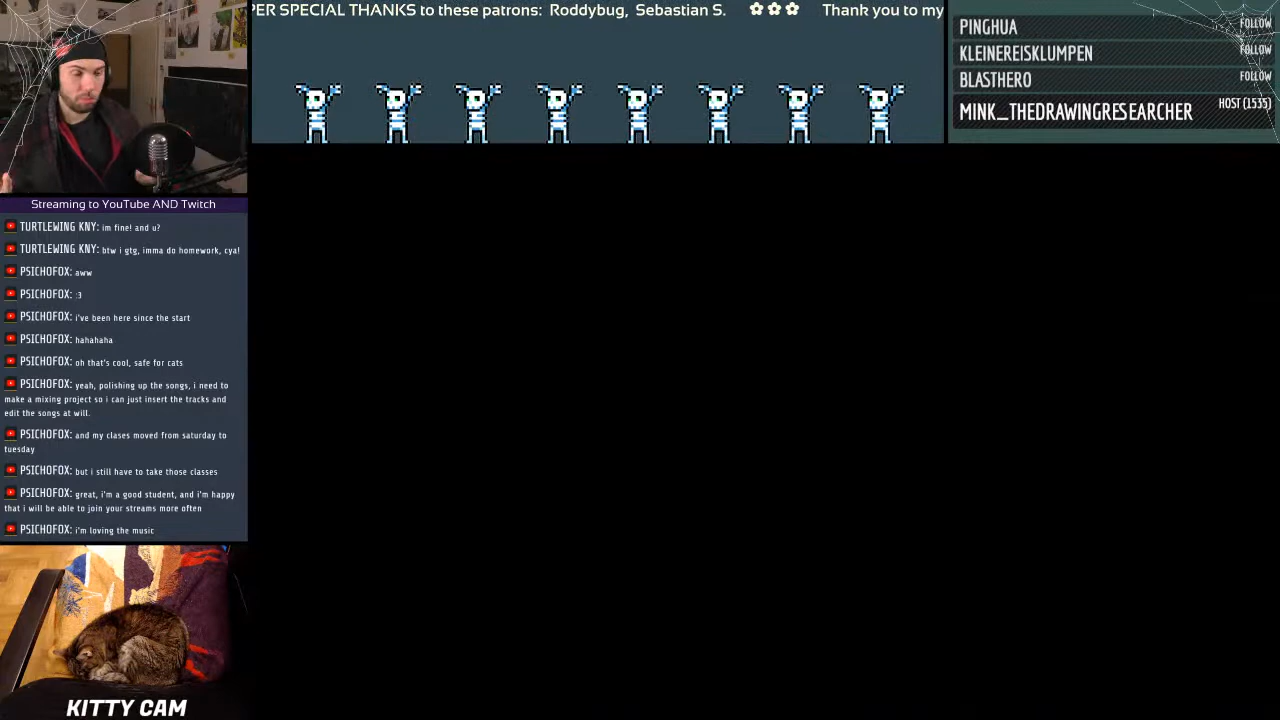 PER SPECIAL THANKS to these patrons: Roddybug, Sebastian S. ✿ ✿ ✿ Thank you to my
PINGHUA FOLLOW
KLEINEREISKLUMPEN FOLLOW
BLASTHERO FOLLOW
MINK_THEDRAWINGRESEARCHER HOST (1535)
Streaming to YouTube AND Twitch
TURTLEWING KNY: im fine! and u?
TURTLEWING KNY: btw i gtg, imma do homework, cya!
PSICHOFOX: aww
PSICHOFOX: :3
PSICHOFOX: i've been here since the start
PSICHOFOX: hahahaha
PSICHOFOX: oh that's cool, safe for cats
PSICHOFOX: yeah, polishing up the songs, i need to
make a mixing project so i can just insert the tracks and
edit the songs at will.
PSICHOFOX: and my clases moved from saturday to
tuesday
PSICHOFOX: but i still have to take those classes
PSICHOFOX: great, i'm a good student, and i'm happy
that i will be able to join your streams more often
PSICHOFOX: i'm loving the music
KITTY CAM